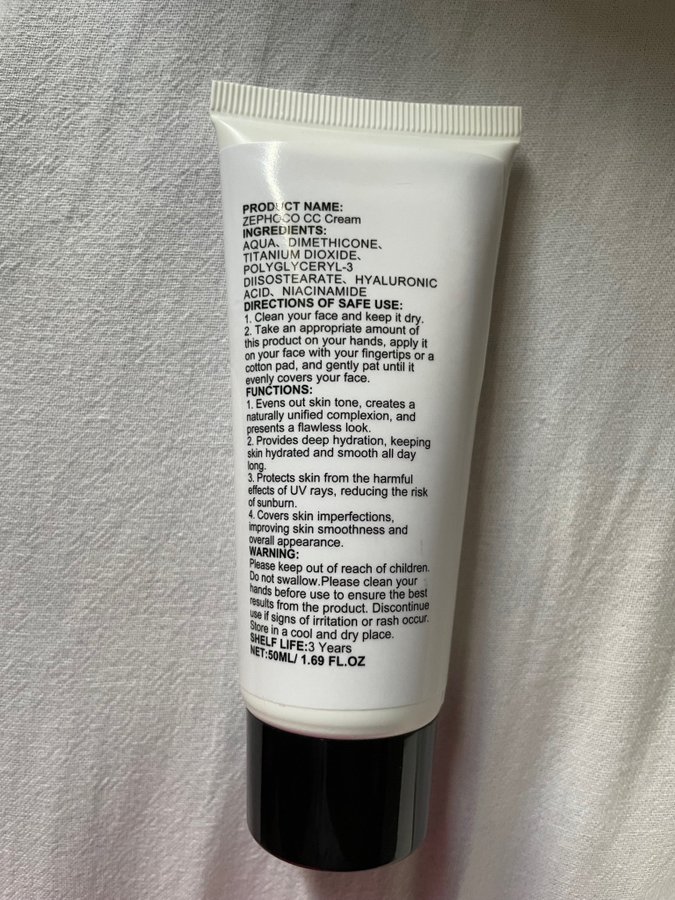 PRODUCT NAME:
ZEPHOCO CC Cream
INGREDIENTS:
AQUA、DIMETHICONE、
TITANIUM DIOXIDE、
POLYGLYCERYL-3
DIISOSTEARATE、HYALURONIC
ACID、NIACINAMIDE
DIRECTIONS OF SAFE USE:
1. Clean your face and keep it dry.
2. Take an appropriate amount of
this product on your hands, apply it
on your face with your fingertips or a
cotton pad, and gently pat until it
evenly covers your face.
FUNCTIONS:
1. Evens out skin tone, creates a
naturally unified complexion, and
presents a flawless look.
2. Provides deep hydration, keeping
skin hydrated and smooth all day
long.
3. Protects skin from the harmful
effects of UV rays, reducing the risk
of sunburn.
4. Covers skin imperfections,
improving skin smoothness and
overall appearance.
WARNING:
Please keep out of reach of children.
Do not swallow.Please clean your
hands before use to ensure the best
results from the product. Discontinue
use if signs of irritation or rash occur.
Store in a cool and dry place.
SHELF LIFE:3 Years
NET:50ML/ 1.69 FL.OZ